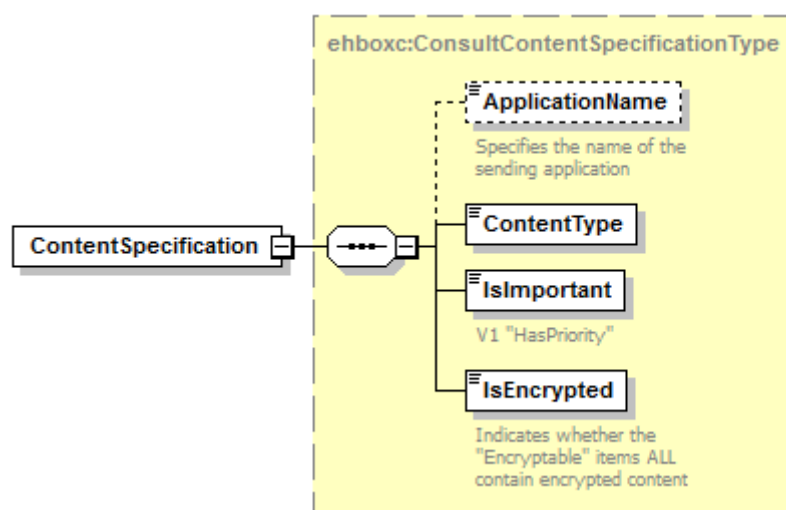 ehboxc:ConsultContentSpecificationType
ApplicationName
Specifies the name of the
sending application
ContentSpecification
ContentType
IsImportant
V1 "HasPriority"
IsEncrypted
Indicates whether the
"Encryptable" items ALL
contain encrypted content